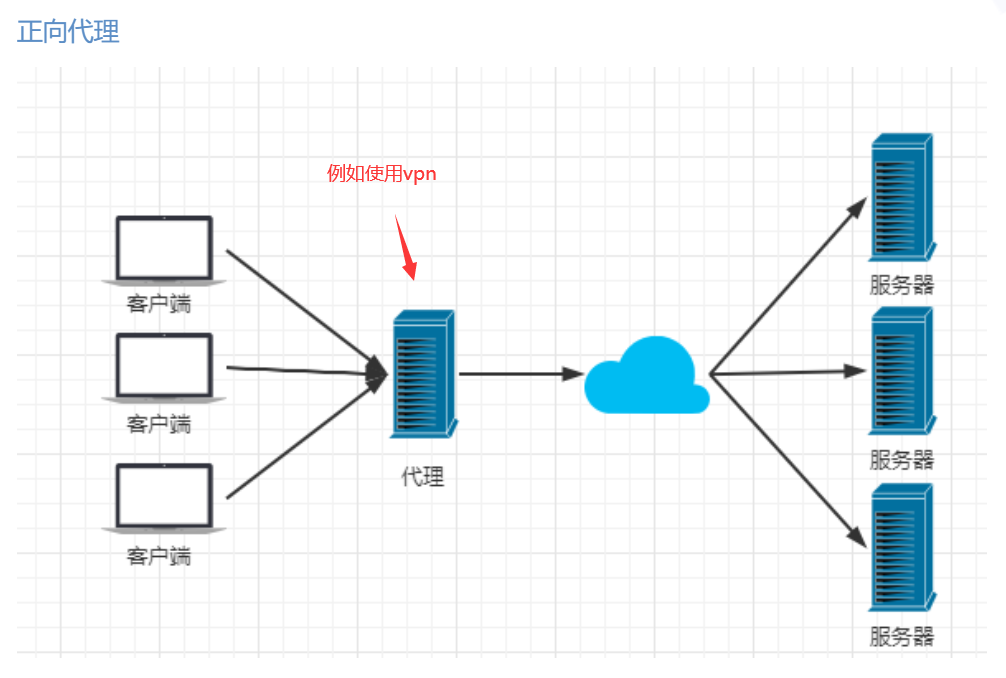 正向代理
例如使用vpn
客户端
客户端
客户端
代理
服务器
服务器
服务器